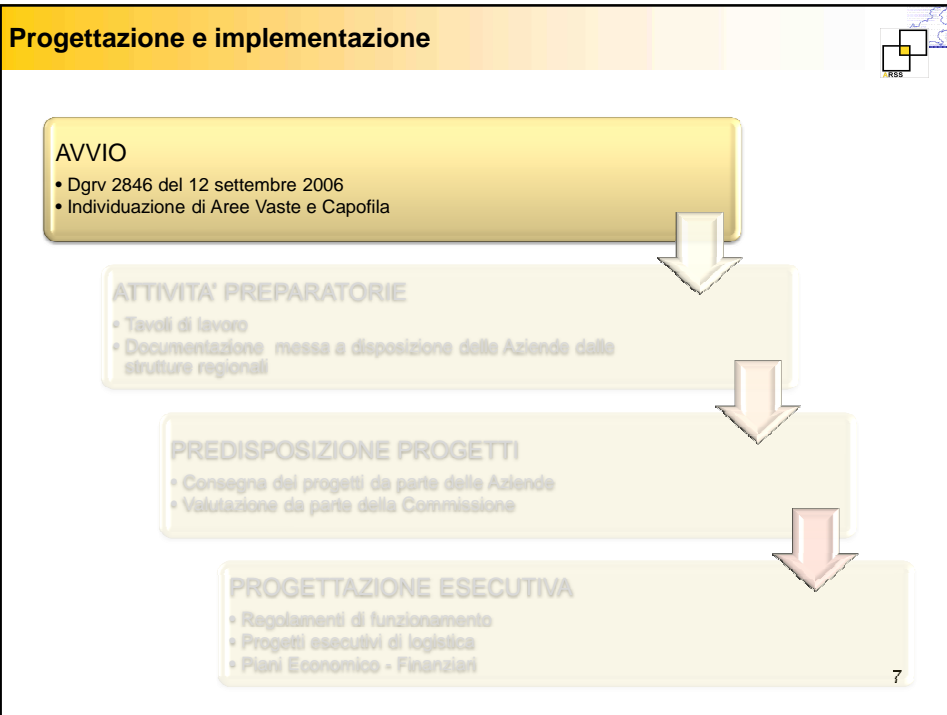 Progettazione e implementazione
ARSS
AVVIO
• Dgrv 2846 del 12 settembre 2006
• Individuazione di Aree Vaste e Capofila
ATTIVITA' PREPARATORIE
• Tavoli di lavoro
• Documentazione messa a disposizione delle Aziende dalle
strutture regionali
PREDISPOSIZIONE PROGETTI
• Consegna dei progetti da parte delle Aziende
• Valutazione da parte della Commissione
PROGETTAZIONE ESECUTIVA
• Regolamenti di funzionamento
• Progetti esecutivi di logistica
• Piani Economico - Finanziari
7